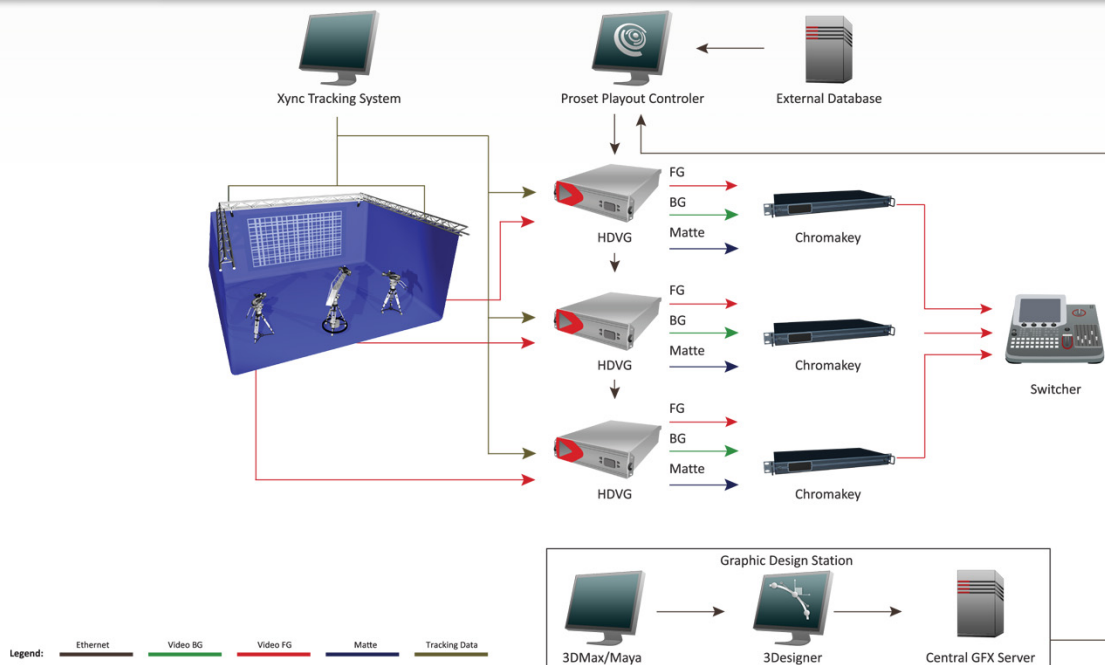 Xync Tracking System
Proset Playout Controler
External Database
FG
BG
Matte
HDVG
Chromakey
FG
BG
Matte
HDVG
Chromakey
Switcher
FG
BG
Matte
HDVG
Chromakey
Graphic Design Station
3DMax/Maya
3Designer
Central GFX Server
Legend:
Ethernet
Video BG
Video FG
Matte
Tracking Data